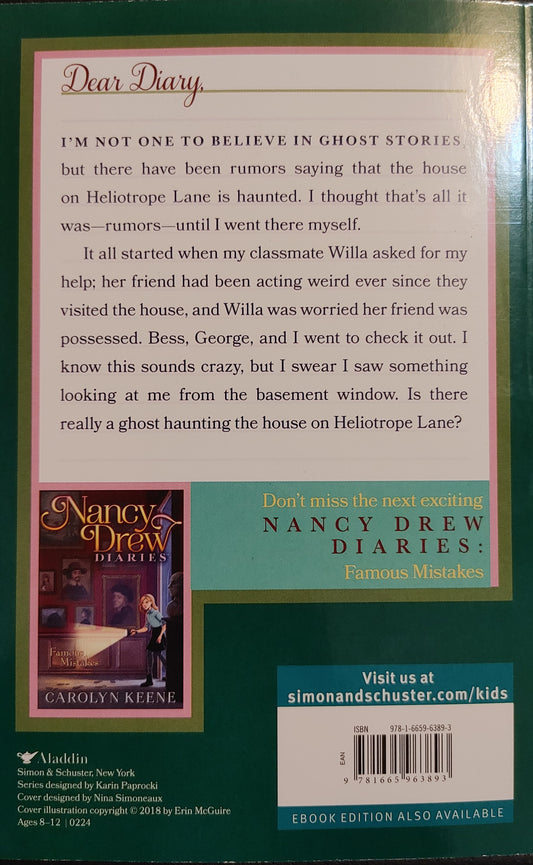 Dear Diary,
I'M NOT ONE TO BELIEVE IN GHOST STORIES,
but there have been rumors saying that the house
on Heliotrope Lane is haunted. I thought that's all it
was—rumors—until I went there myself.
It all started when my classmate Willa asked for my
help; her friend had been acting weird ever since they
visited the house, and Willa was worried her friend was
possessed. Bess, George, and I went to check it out. I
know this sounds crazy, but I swear I saw something
looking at me from the basement window. Is there
really a ghost haunting the house on Heliotrope Lane?
Don't miss the next exciting
NANCY DREW
DIARIES:
Famous Mistakes
Nancy
Drew
DIARIES
Famous
Mistakes
CAROLYN KEENE
Visit us at
simonandschuster.com/kids
ISBN 978-1-6659-6389-3
EAN
9 781665 963893
EBOOK EDITION ALSO AVAILABLE
Aladdin
Simon & Schuster, New York
Series designed by Karin Paprocki
Cover designed by Nina Simoneaux
Cover illustration copyright © 2018 by Erin McGuire
Ages 8–12 | 0224